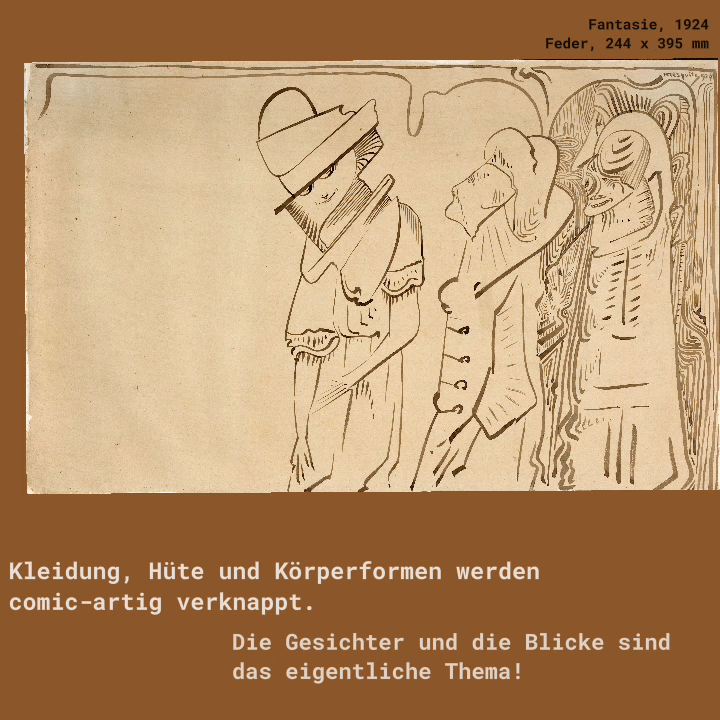 Fantasie, 1924
Feder, 244 x 395 mm
Kleidung, Hüte und Körperformen werden
comic-artig verknappt.
Die Gesichter und die Blicke sind
das eigentliche Thema!